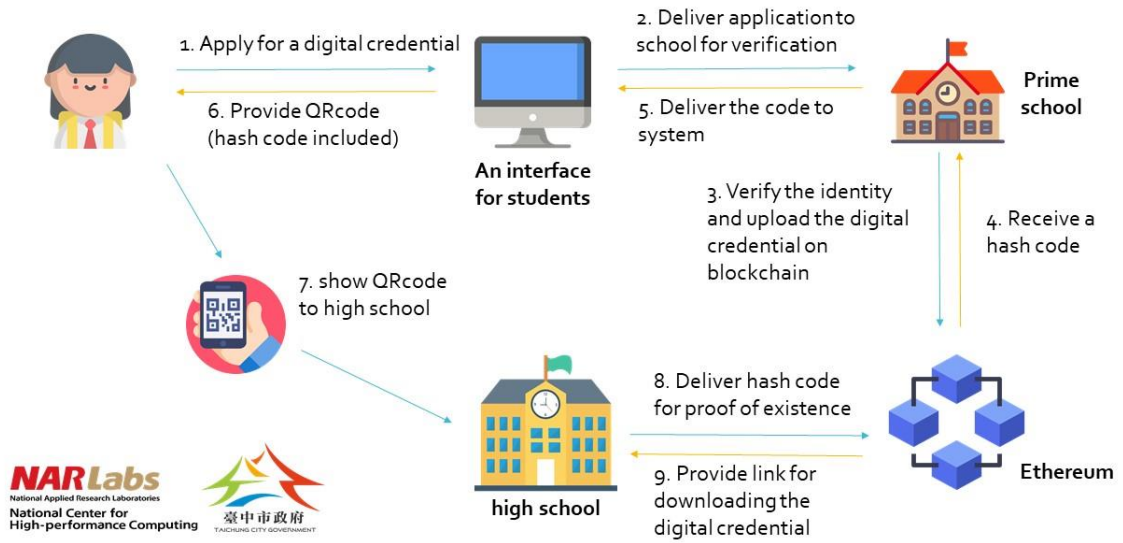 1. Apply for a digital credential
6. Provide QRcode
(hash code included)
An interface
for students
2. Deliver application to
school for verification
5. Deliver the code to
system
Prime
school
3. Verify the identity
and upload the digital
credential on
blockchain
4. Receive a
hash code
7. show QRcode
to high school
high school
8. Deliver hash code
for proof of existence
9. Provide link for
downloading the
digital credential
Ethereum
NARLabs
National Applied Research Laboratories
National Center for
High-performance Computing
臺中市政府
TAICHUNG CITY GOVERNMENT